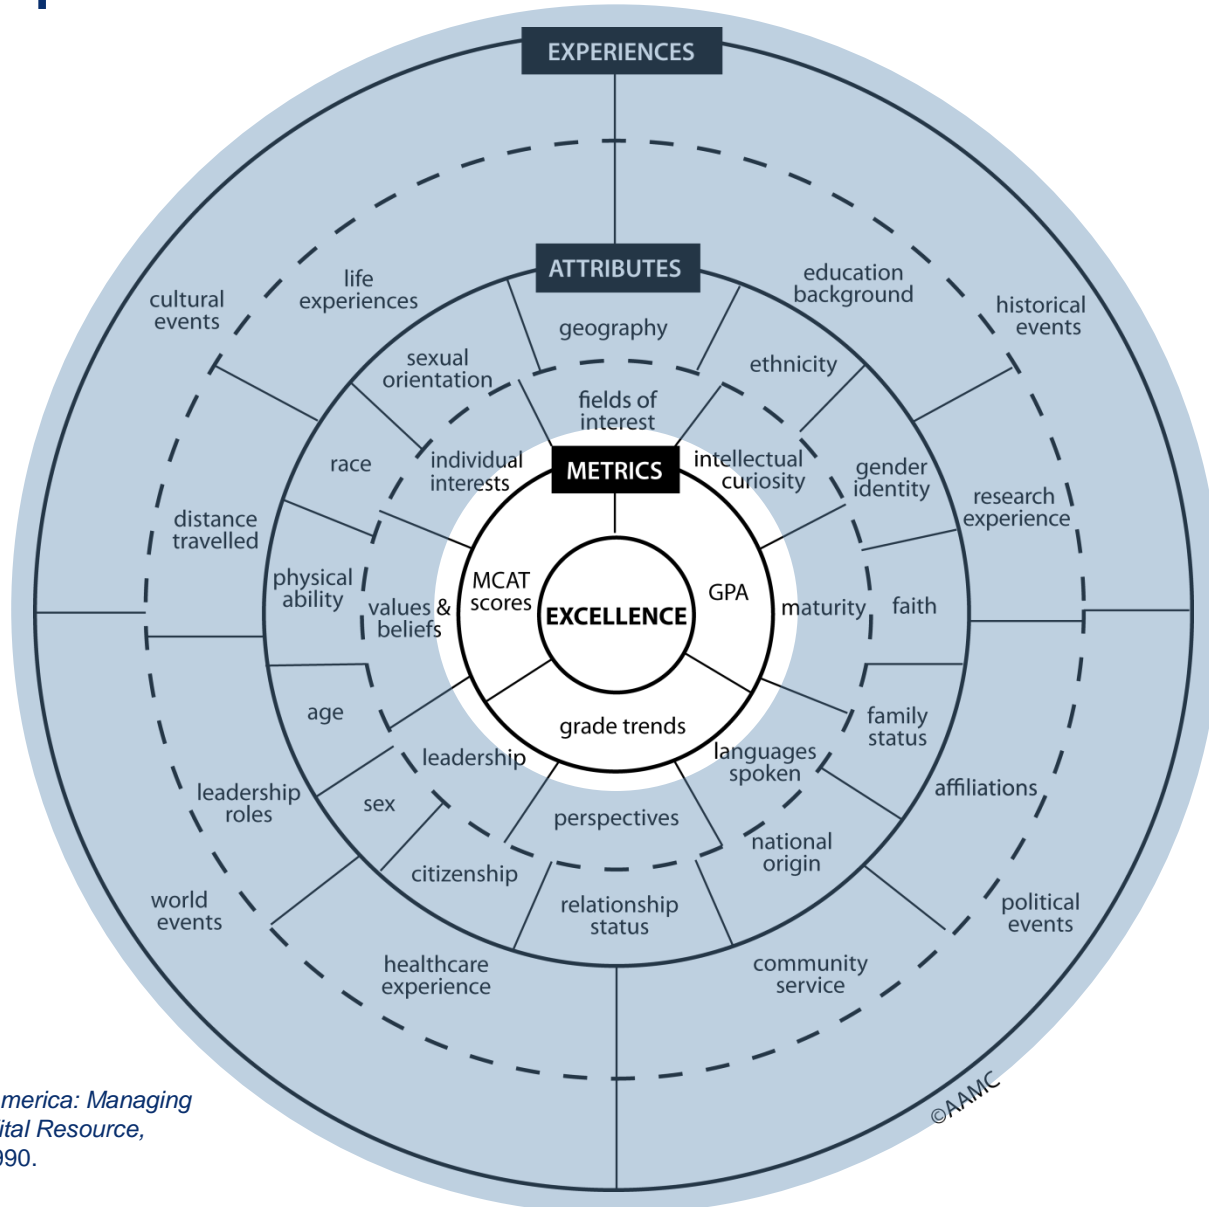 EXPERIENCES
ATTRIBUTES
education
background
life
experiences
cultural
events
historical
events
geography
sexual
orientation
ethnicity
fields of
interest
race
individual
interests
METRICS
intellectual
curiosity
gender
identity
research
experience
distance
travelled
physical
ability
values &
beliefs
MCAT
scores
EXCELLENCE
GPA
maturity
faith
age
leadership
grade trends
languages
spoken
family
status
leadership
roles
sex
perspectives
affiliations
citizenship
national
origin
relationship
status
world
events
political
events
healthcare
experience
community
service
©AAMC
merica: Managing
ital Resource,
990.